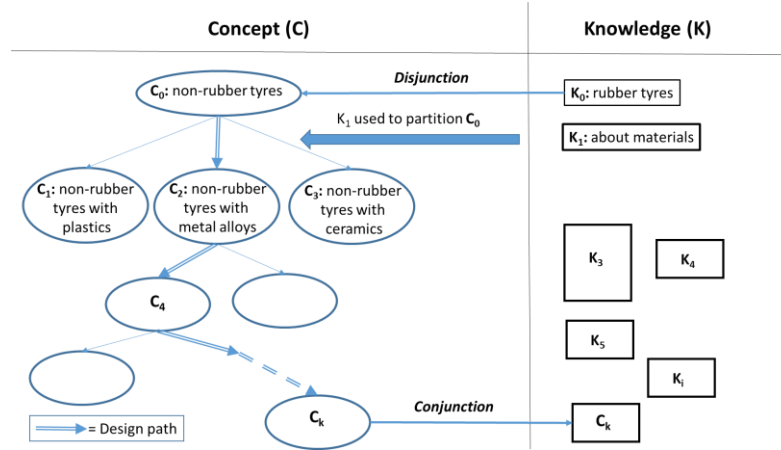 Concept (C)
Knowledge (K)
Disjunction
C₀: non-rubber tyres
K₀: rubber tyres
K₁ used to partition C₀
K₁: about materials
C₁: non-rubber
tyres with
plastics
C₂: non-rubber
tyres with
metal alloys
C₃: non-rubber
tyres with
ceramics
K₃
K₄
C₄
K₅
Kᵢ
Cₖ
Conjunction
Cₖ
= Design path